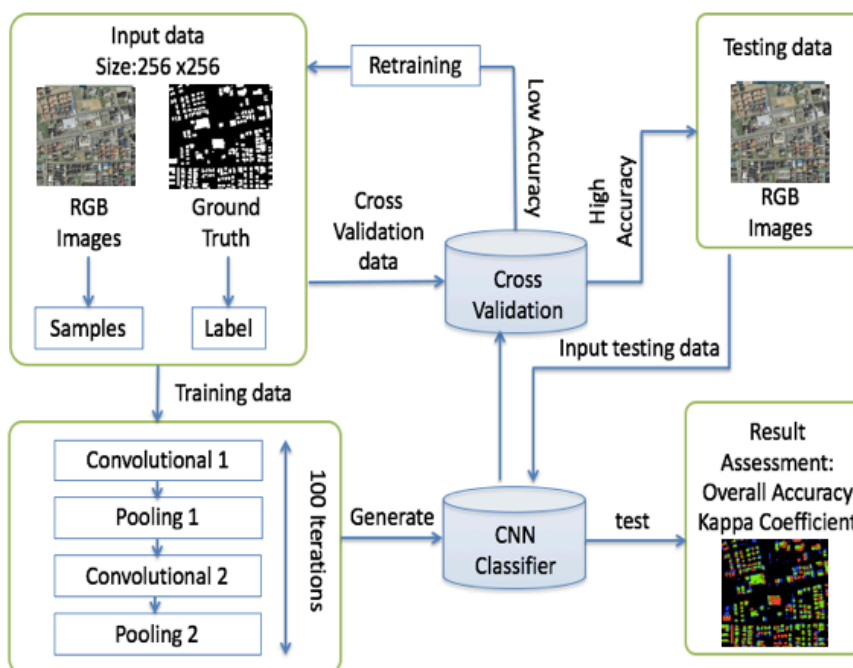 Input data
Size:256 x256
RGB
Images
Ground
Truth
Samples
Label
Retraining
Low Accuracy
High
Accuracy
Cross
Validation
data
Cross
Validation
Testing data
RGB
Images
Input testing data
Training data
Convolutional 1
Pooling 1
Convolutional 2
Pooling 2
100 Iterations
Generate
CNN
Classifier
test
Result
Assessment:
Overall Accuracy
Kappa Coefficient